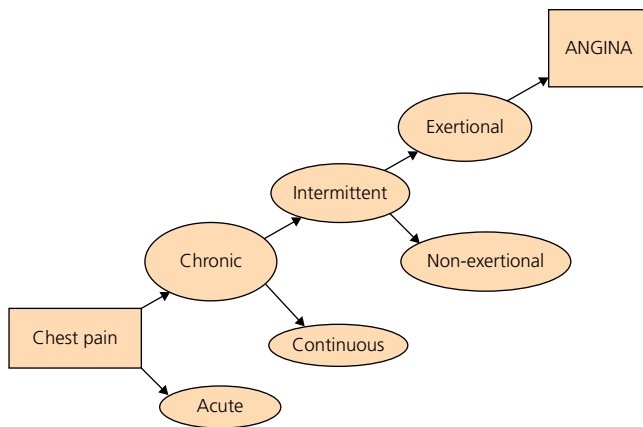 ANGINA
Exertional
Intermittent
Non-exertional
Chronic
Chest pain
Continuous
Acute